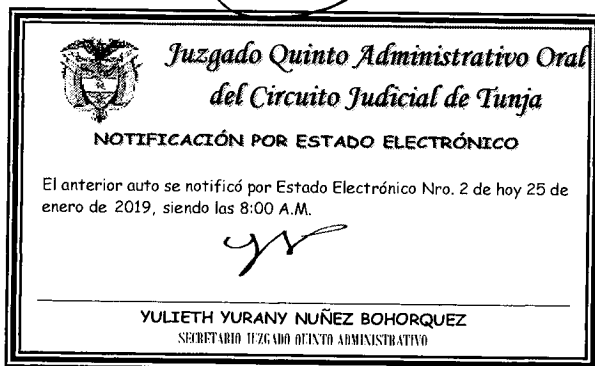 Juzgado Quinto Administrativo Oral
del Circuito Judicial de Tunja
NOTIFICACIÓN POR ESTADO ELECTRÓNICO
El anterior auto se notificó por Estado Electrónico Nro. 2 de hoy 25 de
enero de 2019, siendo las 8:00 A.M.
YULIETH YURANY NUÑEZ BOHORQUEZ
SECRETARIO JUZGADO QUINTO ADMINISTRATIVO